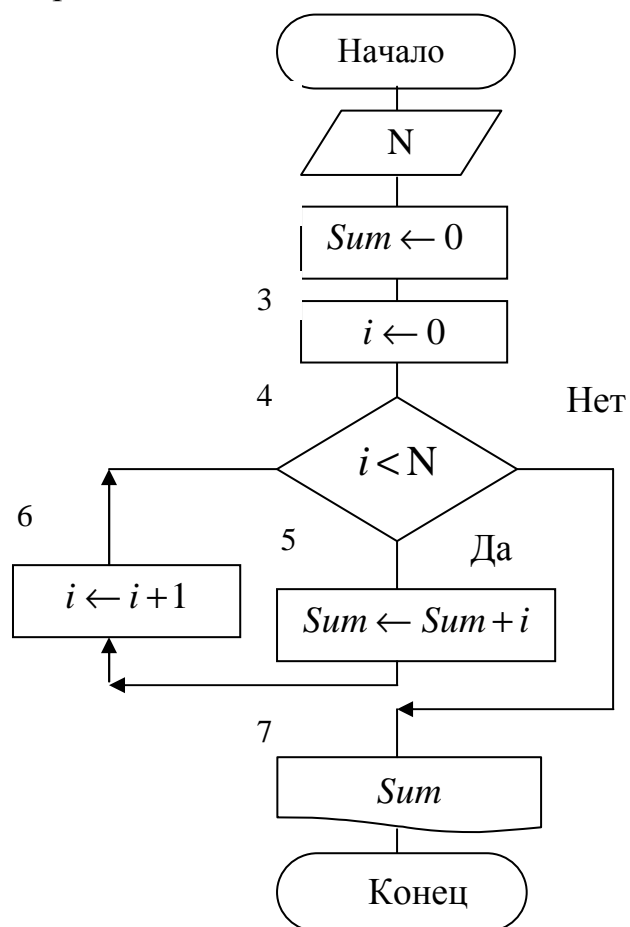 Начало
N
Sum ← 0
3
i ← 0
4
Нет
i < N
6
5
Да
i ← i + 1
Sum ← Sum + i
7
Sum
Конец